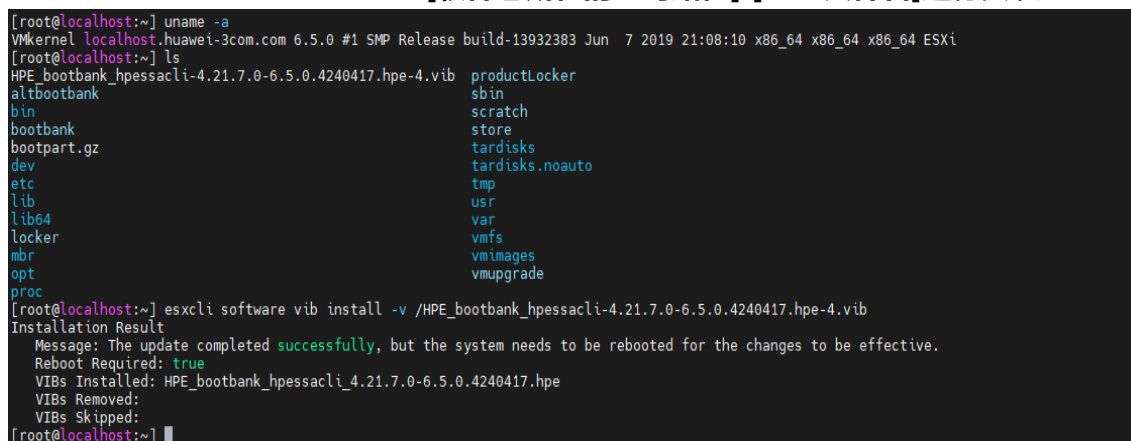 [root@localhost:~] uname -a
VMkernel localhost.huawei-3com.com 6.5.0 #1 SMP Release build-13932383 Jun  7 2019 21:08:10 x86_64 x86_64 x86_64 ESXi
[root@localhost:~] ls
HPE_bootbank_hpessacli-4.21.7.0-6.5.0.4240417.hpe-4.vib  productLocker
altbootbank  sbin
bin  scratch
bootbank  store
bootpart.gz  tardisks
dev  tardisks.noauto
etc  tmp
lib  usr
lib64  var
locker  vmfs
mbr  vmimages
opt  vmupgrade
proc
[root@localhost:~] esxcli software vib install -v /HPE_bootbank_hpessacli-4.21.7.0-6.5.0.4240417.hpe-4.vib
Installation Result
   Message: The update completed successfully, but the system needs to be rebooted for the changes to be effective.
   Reboot Required: true
   VIBs Installed: HPE_bootbank_hpessacli_4.21.7.0-6.5.0.4240417.hpe
   VIBs Removed:
   VIBs Skipped:
[root@localhost:~]